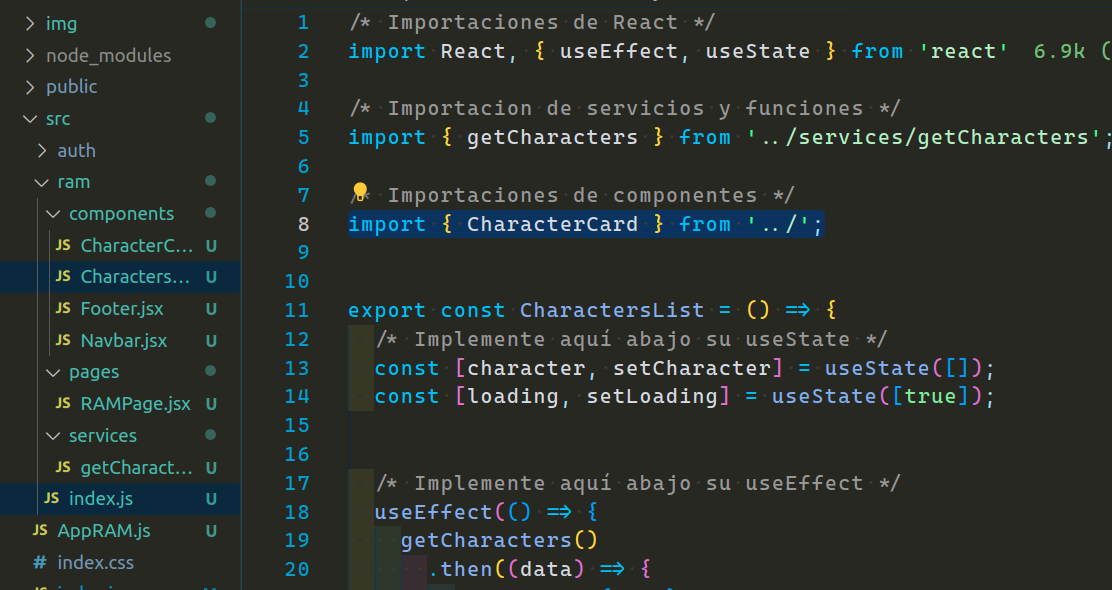 img
node_modules
public
src
auth
ram
components
JS CharacterC... U
JS Characters... U
JS Footer.jsx U
JS Navbar.jsx U
pages
JS RAMPage.jsx U
services
JS getCharact... U
JS index.js U
JS AppRAM.js U
# index.css
1 /* Importaciones de React */
2 import React, { useEffect, useState } from 'react' 6.9k (
3
4 /* Importacion de servicios y funciones */
5 import { getCharacters } from '../services/getCharacters';
6
7 /* Importaciones de componentes */
8 import { CharacterCard } from '../';
9
10
11 export const CharactersList = () => {
12 /* Implemente aquí abajo su useState */
13 const [character, setCharacter] = useState([]);
14 const [loading, setLoading] = useState([true]);
15
16
17 /* Implemente aquí abajo su useEffect */
18 useEffect(() => {
19 getCharacters()
20 .then((data) => {